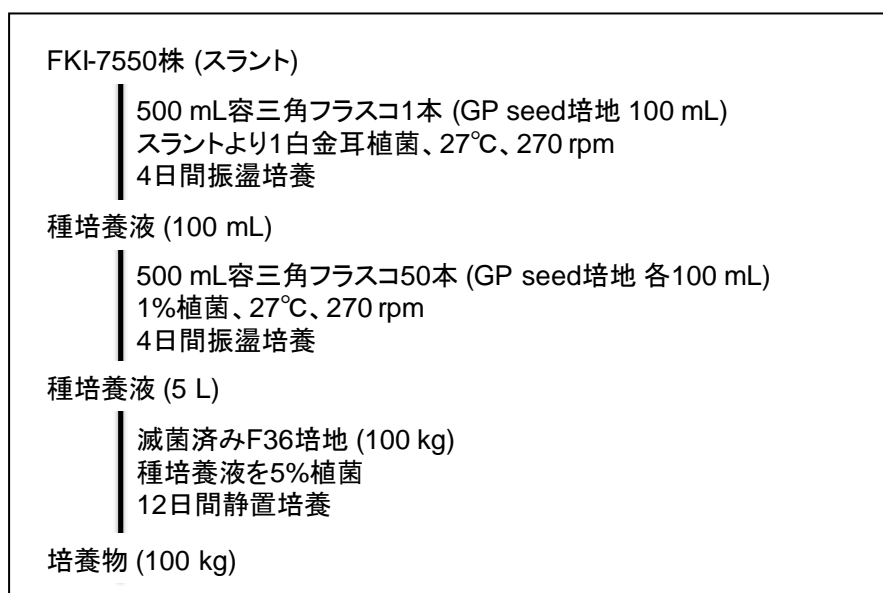 FKI-7550株 (スラント)
500 mL容三角フラスコ1本 (GP seed培地 100 mL)
スラントより1白金耳植菌、27℃、270 rpm
4日間振盪培養
種培養液 (100 mL)
500 mL容三角フラスコ50本 (GP seed培地 各100 mL)
1%植菌、27℃、270 rpm
4日間振盪培養
種培養液 (5 L)
滅菌済みF36培地 (100 kg)
種培養液を5%植菌
12日間静置培養
培養物 (100 kg)